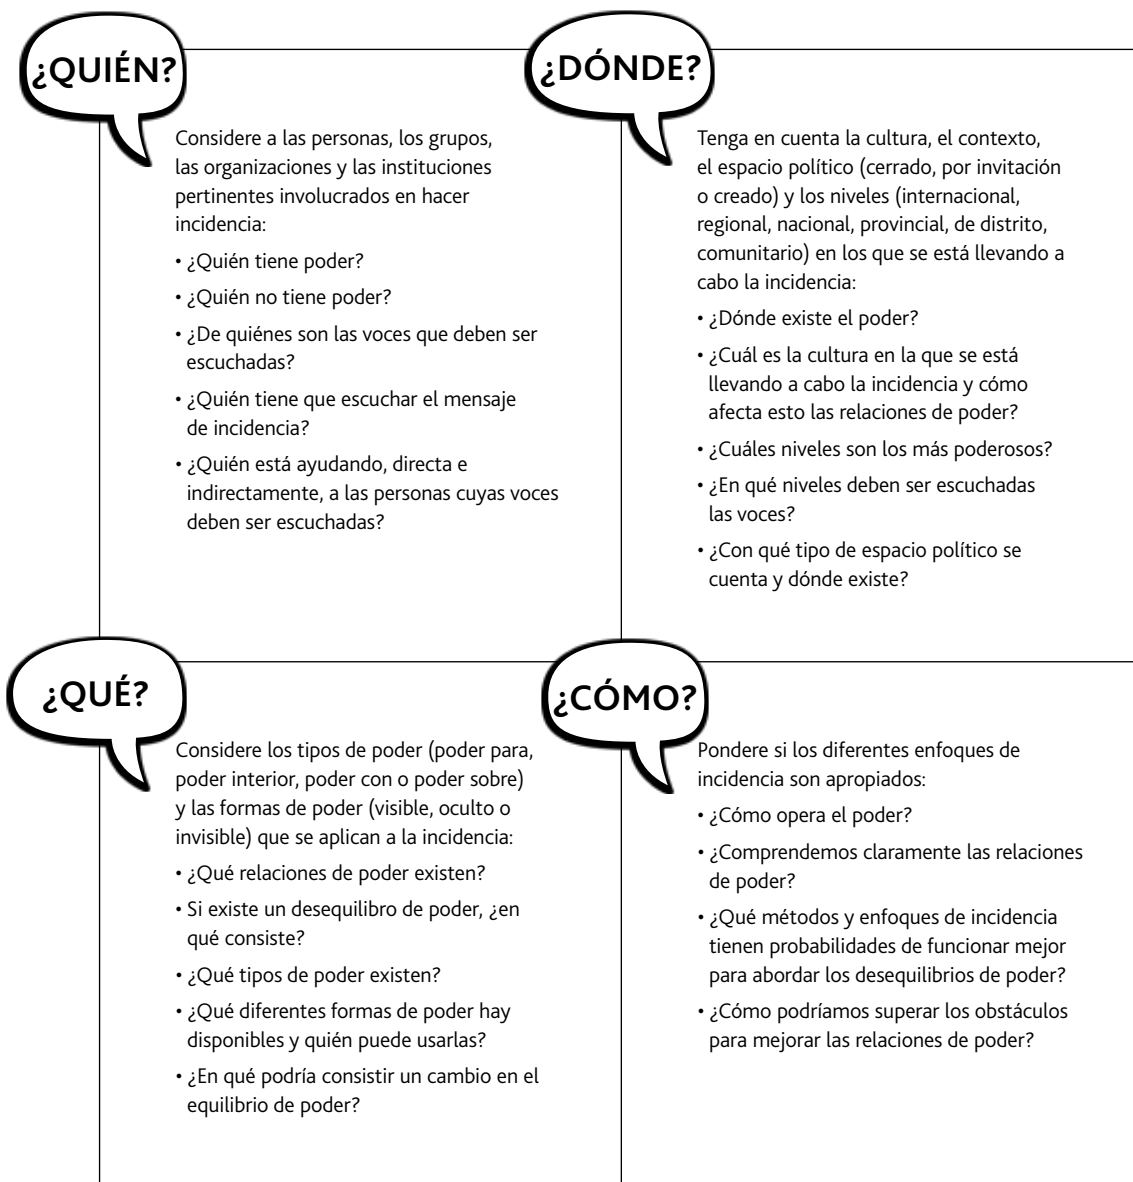 ¿QUIÉN?
Considere a las personas, los grupos,
las organizaciones y las instituciones
pertinentes involucrados en hacer
incidencia:
• ¿Quién tiene poder?
• ¿Quién no tiene poder?
• ¿De quiénes son las voces que deben ser
escuchadas?
• ¿Quién tiene que escuchar el mensaje
de incidencia?
• ¿Quién está ayudando, directa e
indirectamente, a las personas cuyas voces
deben ser escuchadas?
¿DÓNDE?
Tenga en cuenta la cultura, el contexto,
el espacio político (cerrado, por invitación
o creado) y los niveles (internacional,
regional, nacional, provincial, de distrito,
comunitario) en los que se está llevando a
cabo la incidencia:
• ¿Dónde existe el poder?
• ¿Cuál es la cultura en la que se está
llevando a cabo la incidencia y cómo
afecta esto las relaciones de poder?
• ¿Cuáles niveles son los más poderosos?
• ¿En qué niveles deben ser escuchadas
las voces?
• ¿Con qué tipo de espacio político se
cuenta y dónde existe?
¿QUÉ?
Considere los tipos de poder (poder para,
poder interior, poder con o poder sobre)
y las formas de poder (visible, oculto o
invisible) que se aplican a la incidencia:
• ¿Qué relaciones de poder existen?
• Si existe un desequilibro de poder, ¿en
qué consiste?
• ¿Qué tipos de poder existen?
• ¿Qué diferentes formas de poder hay
disponibles y quién puede usarlas?
• ¿En qué podría consistir un cambio en el
equilibrio de poder?
¿CÓMO?
Pondere si los diferentes enfoques de
incidencia son apropiados:
• ¿Cómo opera el poder?
• ¿Comprendemos claramente las relaciones
de poder?
• ¿Qué métodos y enfoques de incidencia
tienen probabilidades de funcionar mejor
para abordar los desequilibrios de poder?
• ¿Cómo podríamos superar los obstáculos
para mejorar las relaciones de poder?